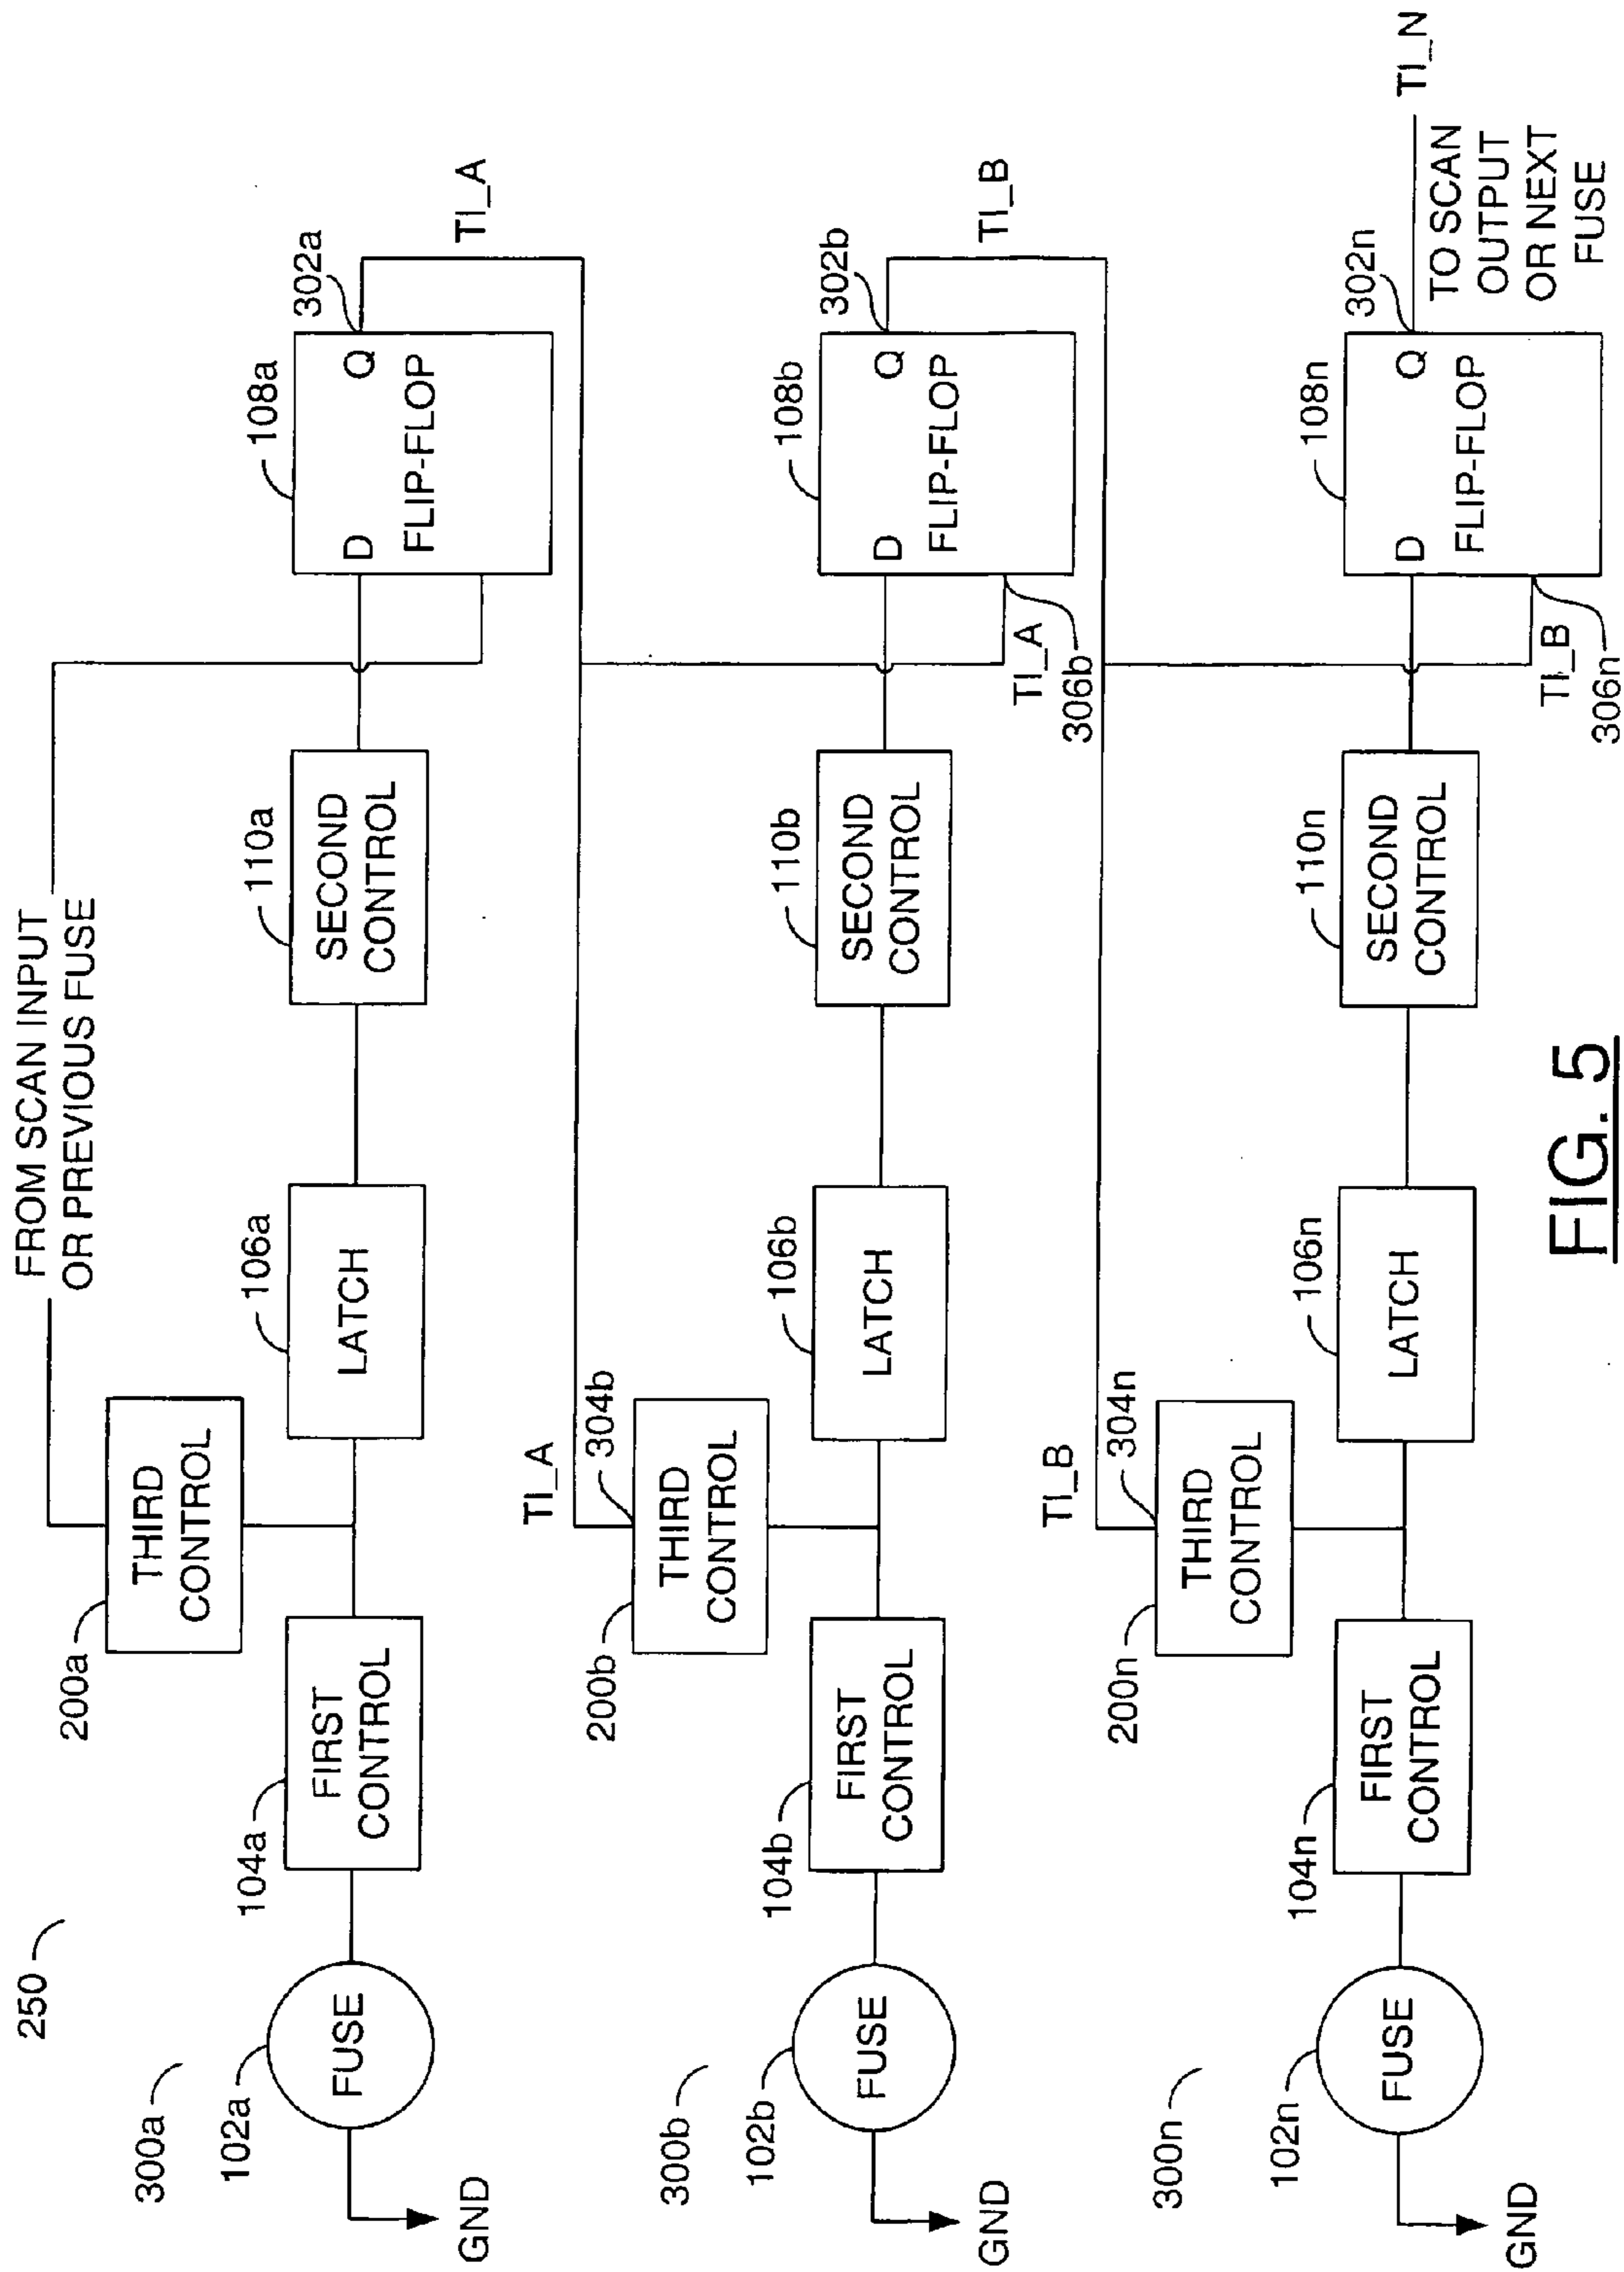 250
FROM SCAN INPUT
OR PREVIOUS FUSE
300a
200a
THIRD
CONTROL
102a
104a
106a
110a
108a
302a
FUSE
FIRST
CONTROL
LATCH
SECOND
CONTROL
D
Q
FLIP-FLOP
GND
TI_A
TI_A
304b
300b
200b
THIRD
CONTROL
102b
104b
106b
110b
108b
302b
FUSE
FIRST
CONTROL
LATCH
SECOND
CONTROL
D
Q
FLIP-FLOP
GND
TI_A
306b
TI_B
TI_B
304n
300n
200n
THIRD
CONTROL
102n
104n
106n
110n
108n
302n
TI_N
FUSE
FIRST
CONTROL
LATCH
SECOND
CONTROL
D
Q
FLIP-FLOP
TO SCAN
OUTPUT
OR NEXT
FUSE
GND
TI_B
306n
FIG. 5